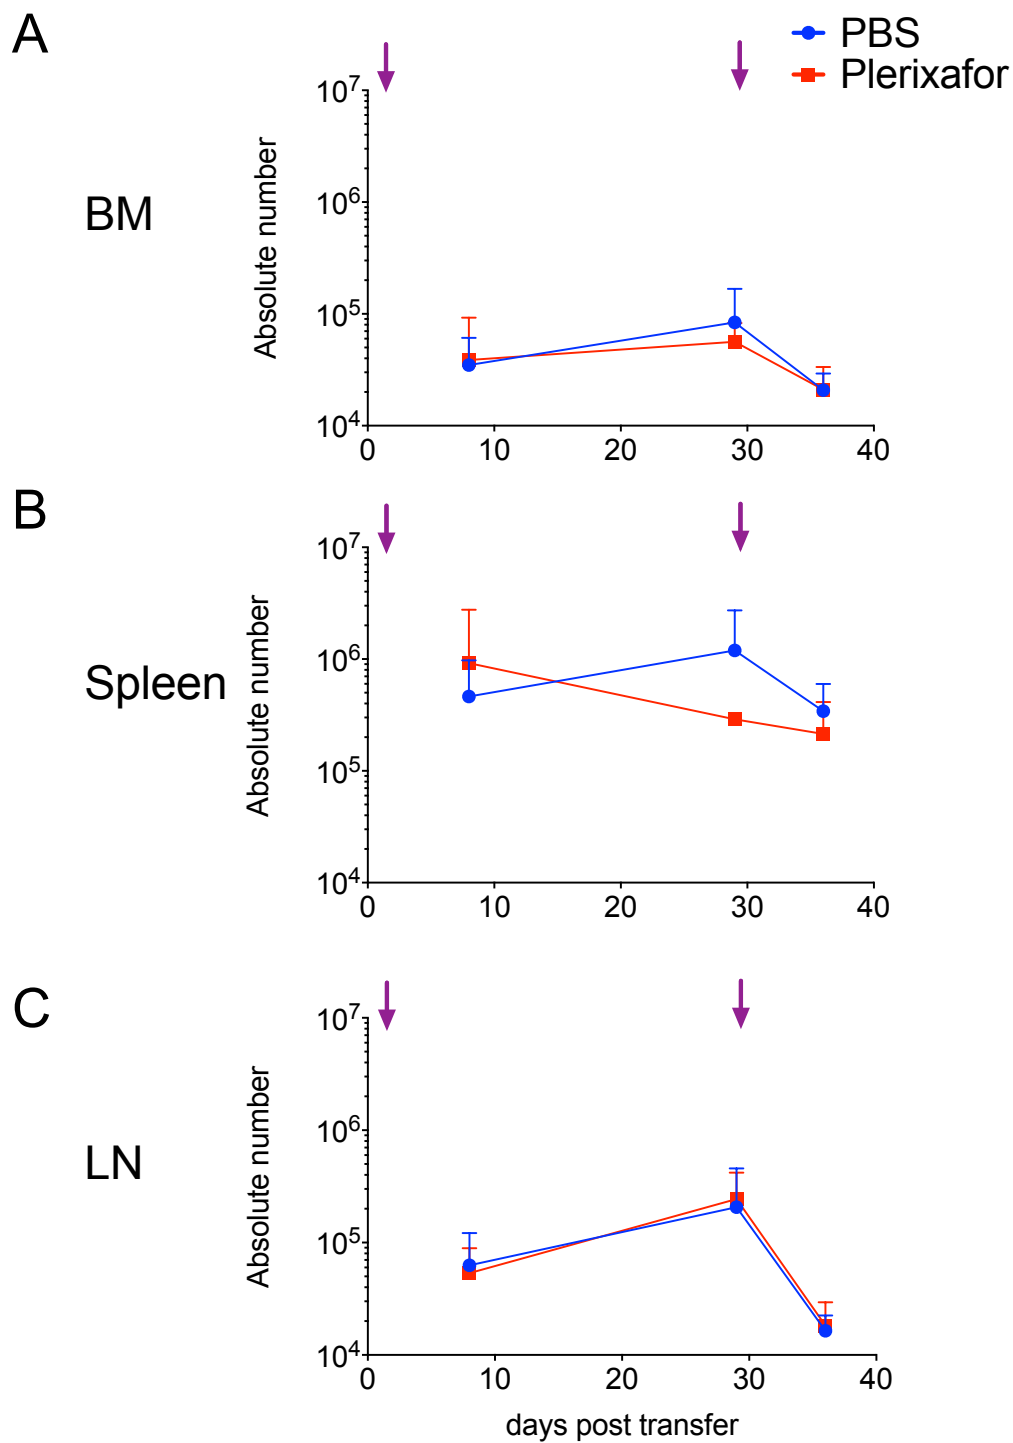 A
PBS
Plerixafor
BM
Absolute number
10⁷
10⁶
10⁵
10⁴
0 10 20 30 40
B
Spleen
Absolute number
10⁷
10⁶
10⁵
10⁴
0 10 20 30 40
C
LN
Absolute number
10⁷
10⁶
10⁵
10⁴
0 10 20 30 40
days post transfer